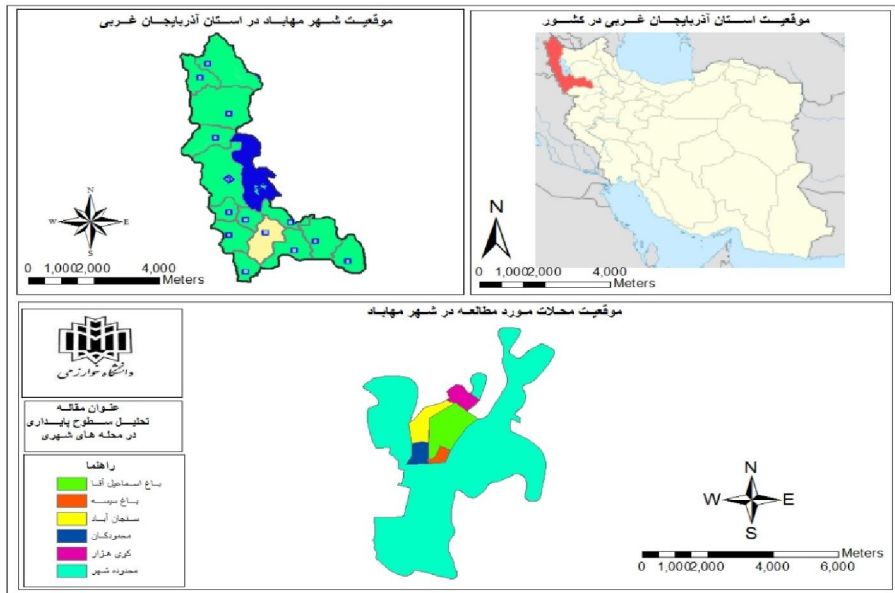 موقعیت استان آذربایجان غربی در کشور
N
0 1,000 2,000 4,000
Meters
موقعیت شهر مهاباد در استان آذربایجان غربی
N
W E
S
0 1,000 2,000 4,000
Meters
موقعیت محلات مورد مطالعه در شهر مهاباد
دانشگاه خوارزمی
عنوان مقاله
تحلیل سطوح پایداری
در محله های شهری
راهنما
باغ اسماعیل آقا
باغ سیسه
سنجان آباد
محمودکان
کوی هزار
محدوده شهر
N
W E
S
Meters
0 1,000 2,000 4,000 6,000